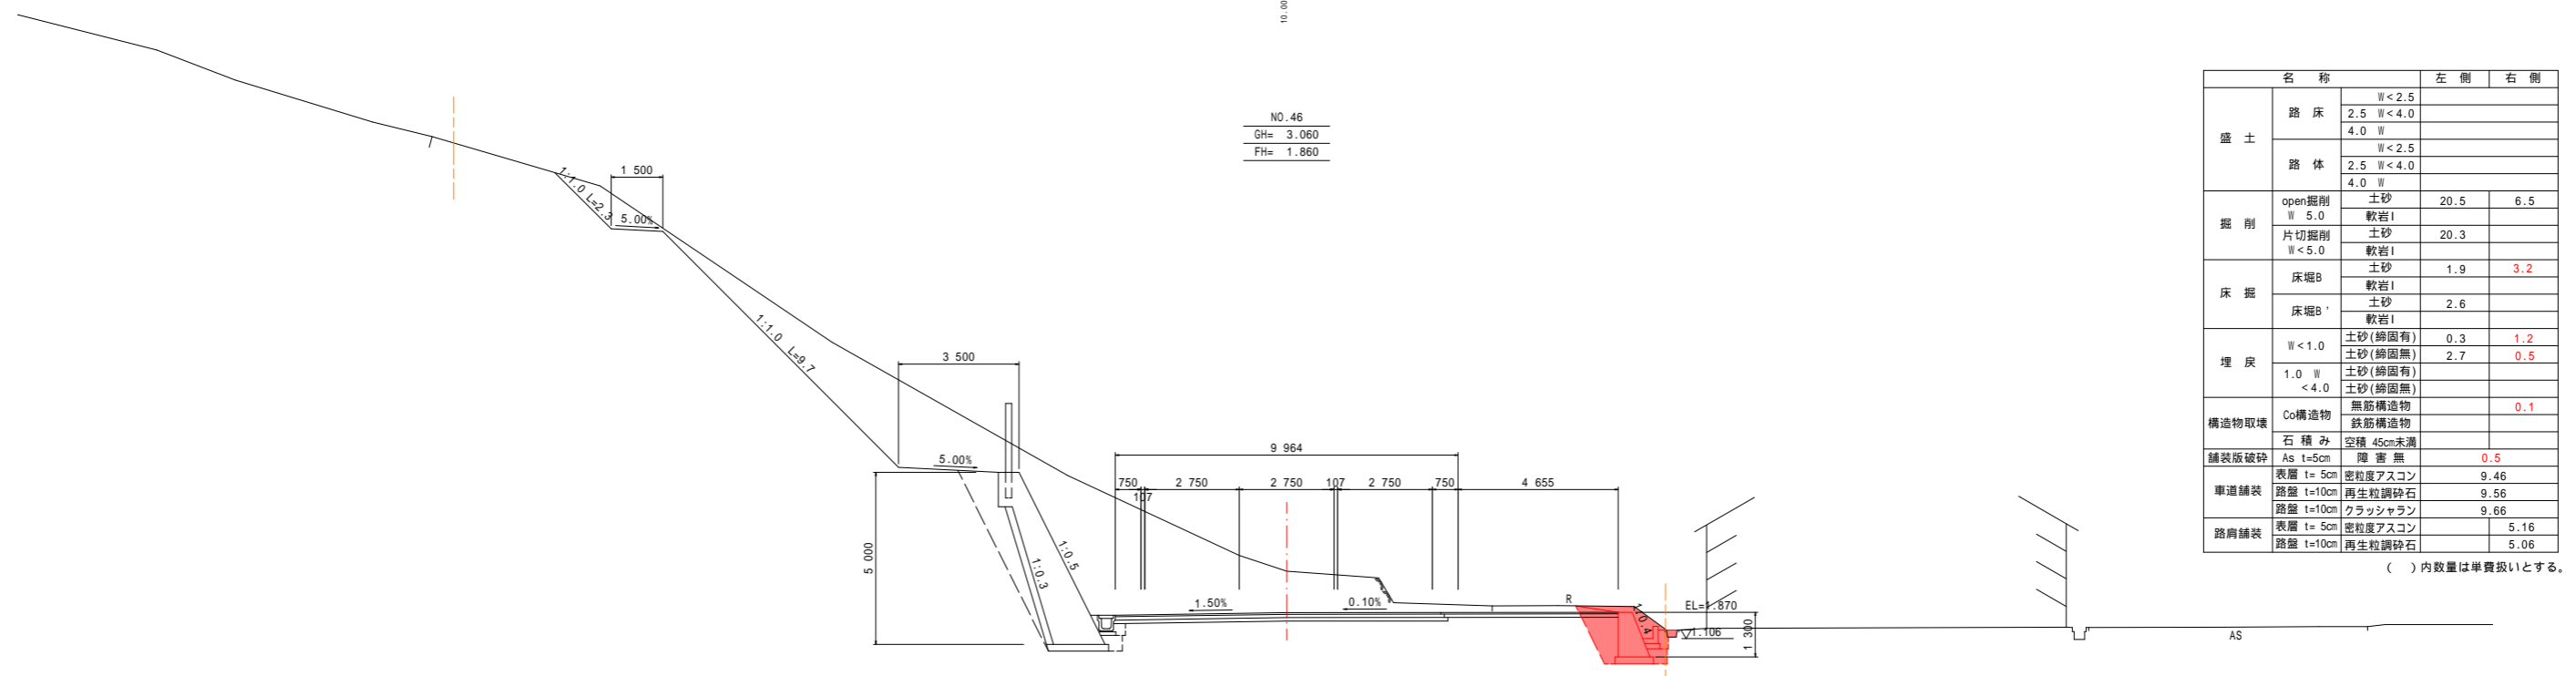 10.00
NO.46
GH= 3.060
FH= 1.860
1:1.0 L=2.3
1 500
5.00%
1:1.0 L=9.7
3 500
5.00%
5 000
1:0.3
1:0.5
9 964
750 107 2 750 2 750 107 2 750 750 4 655
1.50%
0.10%
R
EL=1.870
0.4
1.106
1 300
AS
名 称 左 側 右 側
盛 土 路 床 W<2.5
2.5 W<4.0
4.0 W
路 体 W<2.5
2.5 W<4.0
4.0 W
掘 削 open掘削 W 5.0 土砂 20.5 6.5
軟岩I
片切掘削 W<5.0 土砂 20.3
軟岩I
床 掘 床堀B 土砂 1.9 3.2
軟岩I
床堀B' 土砂 2.6
軟岩I
埋 戻 W<1.0 土砂(締固有) 0.3 1.2
土砂(締固無) 2.7 0.5
1.0 W <4.0 土砂(締固有)
土砂(締固無)
構造物取壊 Co構造物 無筋構造物 0.1
鉄筋構造物
石 積 み 空積 45cm未満
舗装版破砕 As t=5cm 障 害 無 0.5
車道舗装 表層 t= 5cm 密粒度アスコン 9.46
路盤 t=10cm 再生粒調砕石 9.56
路盤 t=10cm クラッシャラン 9.66
路肩舗装 表層 t= 5cm 密粒度アスコン 5.16
路盤 t=10cm 再生粒調砕石 5.06
( )内数量は単費扱いとする。